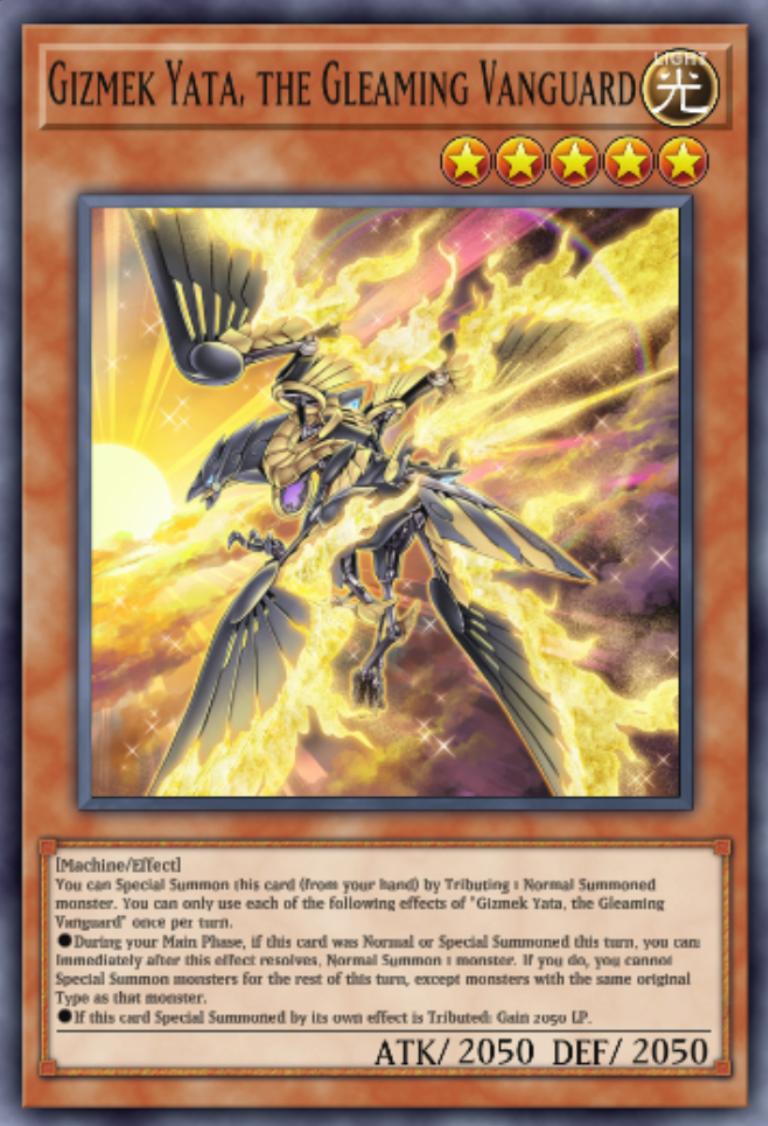 GIZMEK YATA, THE GLEAMING VANGUARD
LIGHT
光
[Machine/Effect]
You can Special Summon this card (from your hand) by Tributing 1 Normal Summoned
monster. You can only use each of the following effects of "Gizmek Yata, the Gleaming
Vanguard" once per turn.
●During your Main Phase, if this card was Normal or Special Summoned this turn, you can:
Immediately after this effect resolves, Normal Summon 1 monster. If you do, you cannot
Special Summon monsters for the rest of this turn, except monsters with the same original
Type as that monster.
●If this card Special Summoned by its own effect is Tributed: Gain 2050 LP.
ATK/ 2050 DEF/ 2050